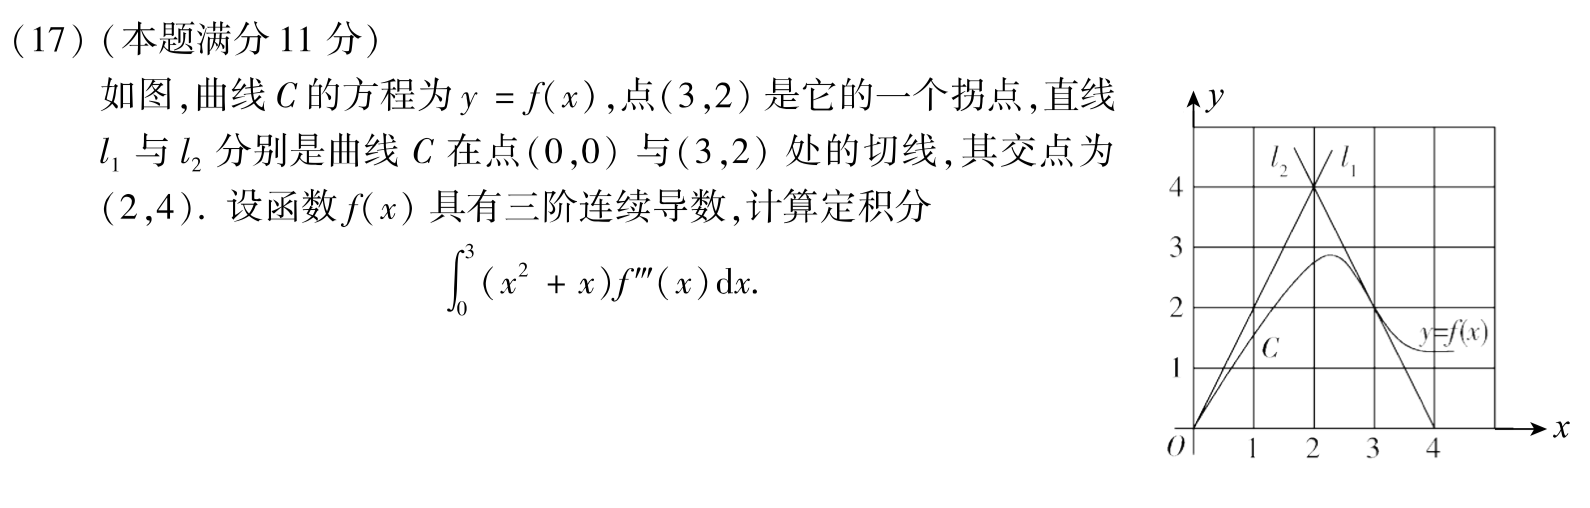 (17) (本题满分 11 分)
如图,曲线 C 的方程为 y = f(x),点(3,2) 是它的一个拐点,直线
l₁ 与 l₂ 分别是曲线 C 在点(0,0) 与(3,2) 处的切线,其交点为
(2,4). 设函数 f(x) 具有三阶连续导数,计算定积分
∫₀³ (x² + x)f‴(x)dx.
y
l₂ l₁
4
3
2
y=f(x)
C
1
O 1 2 3 4 x